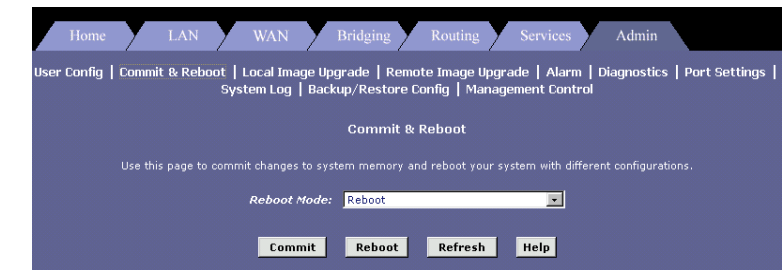 Home LAN WAN Bridging Routing Services Admin
User Config | Commit & Reboot | Local Image Upgrade | Remote Image Upgrade | Alarm | Diagnostics | Port Settings |
System Log | Backup/Restore Config | Management Control
Commit & Reboot
Use this page to commit changes to system memory and reboot your system with different configurations.
Reboot Mode: Reboot
Commit Reboot Refresh Help